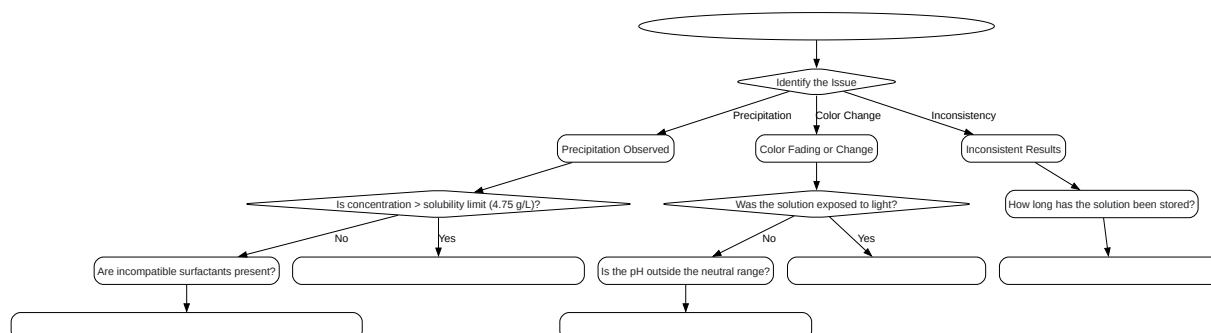 Identify the Issue
Precipitation
Color Change
Inconsistency
Precipitation Observed
Color Fading or Change
Inconsistent Results
Is concentration > solubility limit (4.75 g/L)?
Was the solution exposed to light?
How long has the solution been stored?
No
Yes
No
Yes
Are incompatible surfactants present?
Is the pH outside the neutral range?